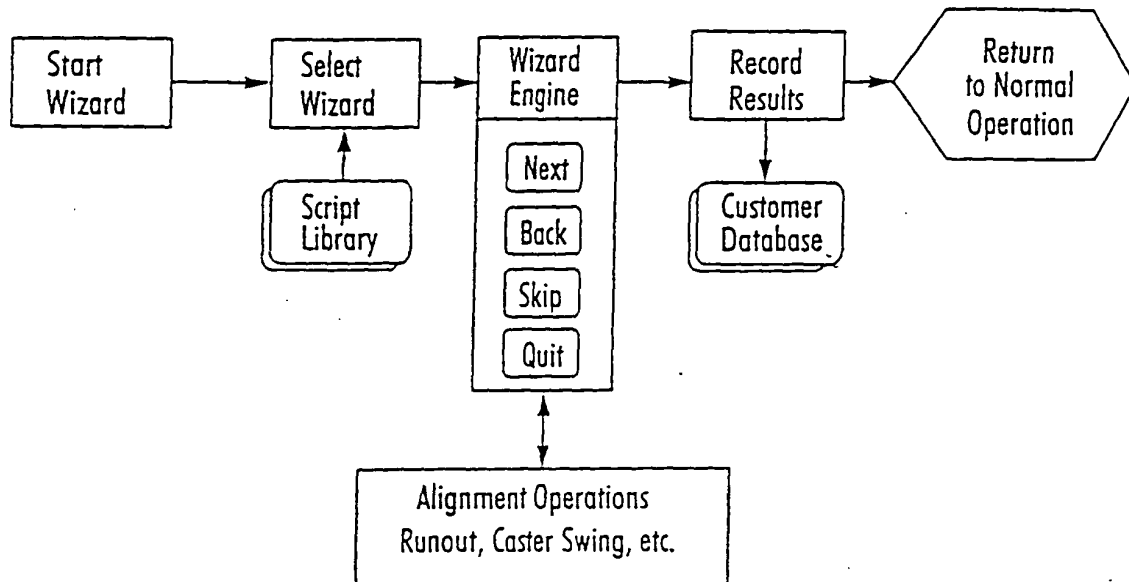 Start
Wizard
Select
Wizard
Wizard
Engine
Record
Results
Return
to Normal
Operation
Script
Library
Next
Back
Skip
Quit
Customer
Database
Alignment Operations
Runout, Caster Swing, etc.